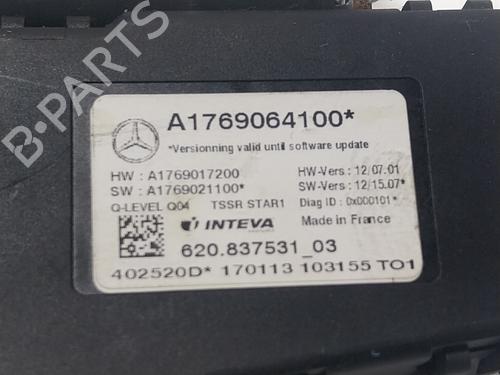 B-PARTS
A1769064100*
*Versionning valid until software update
HW : A1769017200
HW-Vers : 12/07.01
SW : A1769021100*
SW-Vers : 12/15.07*
Q-LEVEL Q04
TSSR STAR1
Diag ID : 0x000101*
INTEVA
Made in France
620.837531_03
402520D* 170113 103155 TO1